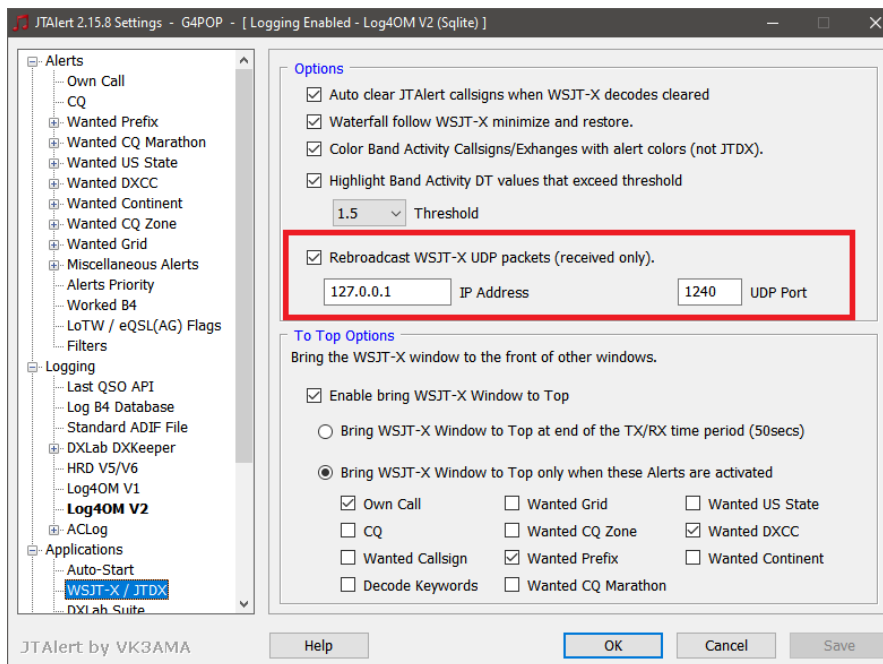 JTAlert 2.15.8 Settings - G4POP - [ Logging Enabled - Log4OM V2 (Sqlite) ]
Alerts
Own Call
CQ
Wanted Prefix
Wanted CQ Marathon
Wanted US State
Wanted DXCC
Wanted Continent
Wanted CQ Zone
Wanted Grid
Miscellaneous Alerts
Alerts Priority
Worked B4
LoTW / eQSL(AG) Flags
Filters
Logging
Last QSO API
Log B4 Database
Standard ADIF File
DXLab DXKeeper
HRD V5/V6
Log4OM V1
Log4OM V2
ACLog
Applications
Auto-Start
WSJT-X / JTDX
DXLab Suite
Options
Auto clear JTAlert callsigns when WSJT-X decodes cleared
Waterfall follow WSJT-X minimize and restore.
Color Band Activity Callsigns/Exhanges with alert colors (not JTDX).
Highlight Band Activity DT values that exceed threshold
1.5 Threshold
Rebroadcast WSJT-X UDP packets (received only).
127.0.0.1 IP Address 1240 UDP Port
To Top Options
Bring the WSJT-X window to the front of other windows.
Enable bring WSJT-X Window to Top
Bring WSJT-X Window to Top at end of the TX/RX time period (50secs)
Bring WSJT-X Window to Top only when these Alerts are activated
Own Call Wanted Grid Wanted US State
CQ Wanted CQ Zone Wanted DXCC
Wanted Callsign Wanted Prefix Wanted Continent
Decode Keywords Wanted CQ Marathon
JTAlert by VK3AMA Help OK Cancel Save